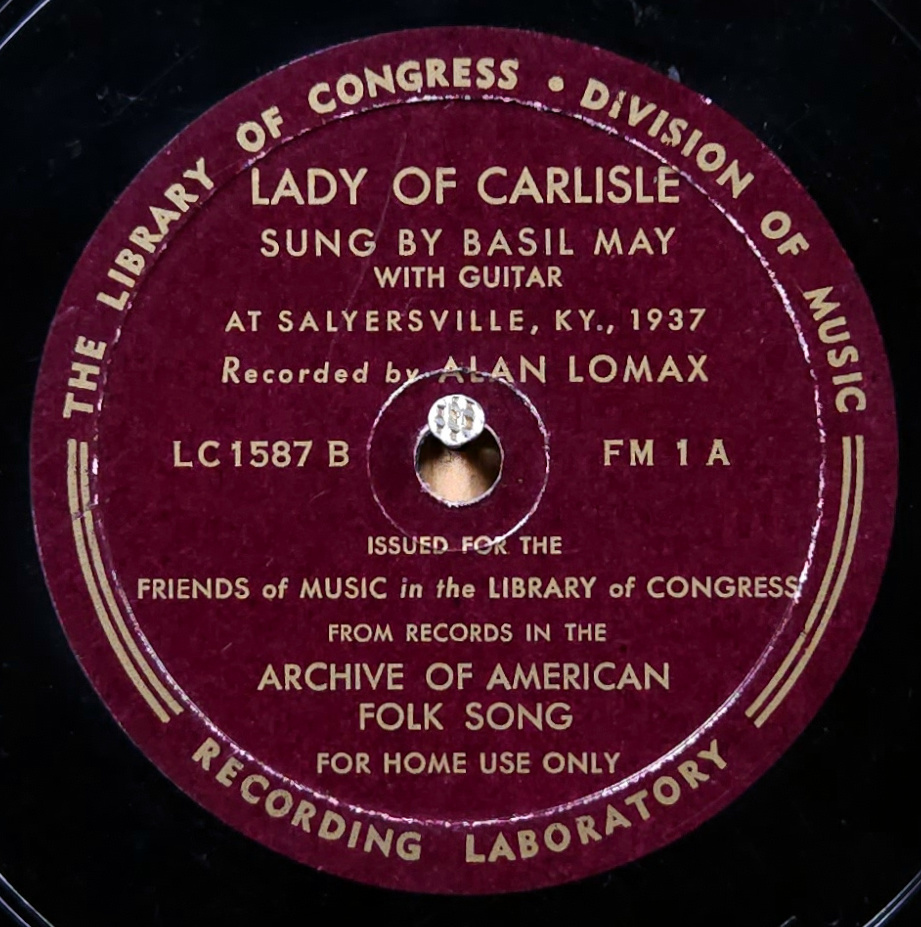 THE LIBRARY OF CONGRESS • DIVISION OF MUSIC
LADY OF CARLISLE
SUNG BY BASIL MAY
WITH GUITAR
AT SALYERSVILLE, KY., 1937
Recorded by ALAN LOMAX
LC 1587 B FM 1 A
ISSUED FOR THE
FRIENDS of MUSIC in the LIBRARY of CONGRESS
FROM RECORDS IN THE
ARCHIVE OF AMERICAN
FOLK SONG
FOR HOME USE ONLY
RECORDING LABORATORY